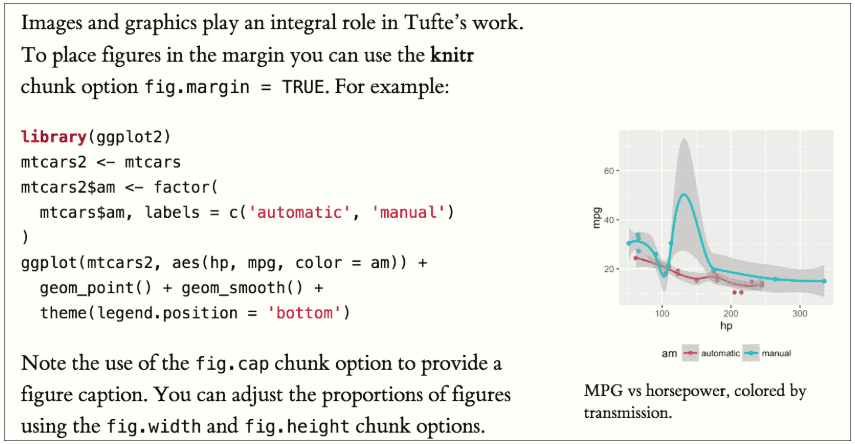 Images and graphics play an integral role in Tufte’s work.
To place figures in the margin you can use the knitr
chunk option fig.margin = TRUE. For example:
library(ggplot2)
mtcars2 <- mtcars
mtcars2$am <- factor(
  mtcars$am, labels = c('automatic', 'manual')
)
ggplot(mtcars2, aes(hp, mpg, color = am)) +
  geom_point() + geom_smooth() +
  theme(legend.position = 'bottom')
Note the use of the fig.cap chunk option to provide a
figure caption. You can adjust the proportions of figures
using the fig.width and fig.height chunk options.
60
40
20
mpg
100 200 300
hp
am automatic manual
MPG vs horsepower, colored by
transmission.